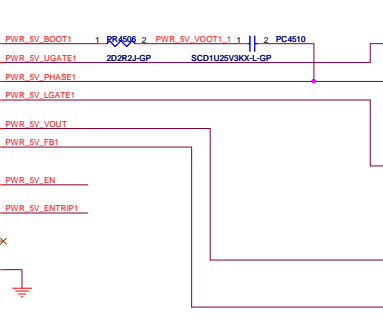 PWR_5V_BOOT1 1 PR4506 2 PWR_5V_VOOT1_1 1 2 PC4510
PWR_5V_UGATE1 2D2R2J-GP SCD1U25V3KX-L-GP
PWR_5V_PHASE1
PWR_5V_LGATE1
PWR_5V_VOUT
PWR_5V_FB1
PWR_5V_EN
PWR_5V_ENTRIP1